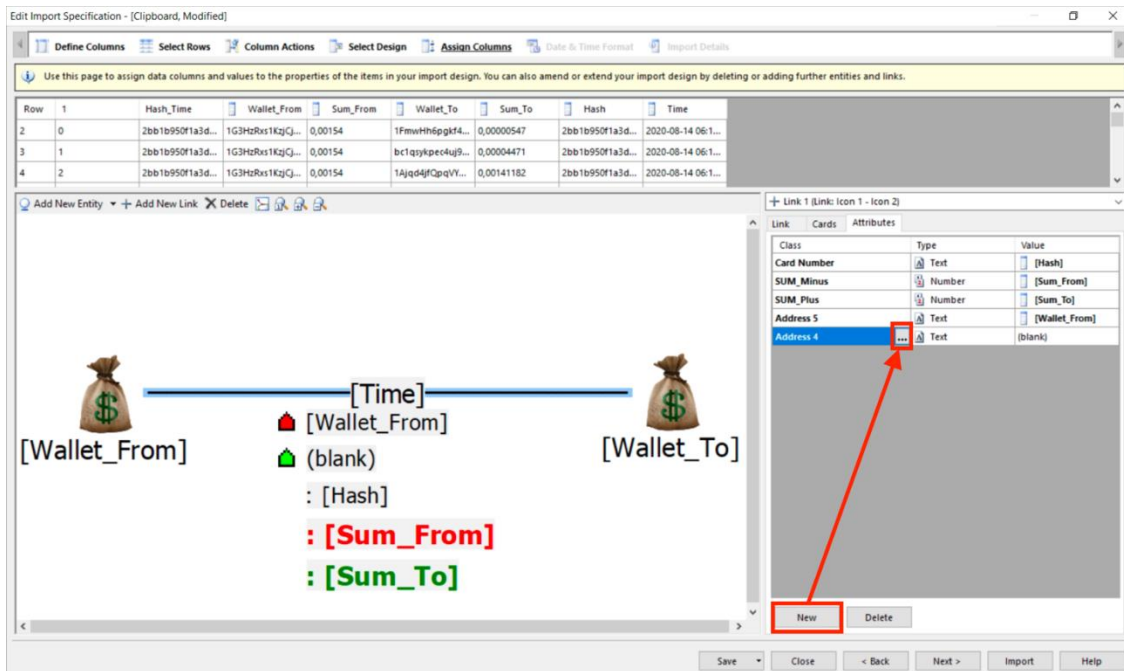 Edit Import Specification - [Clipboard, Modified]
Define Columns Select Rows Column Actions Select Design Assign Columns Date & Time Format Import Details
Use this page to assign data columns and values to the properties of the items in your import design. You can also amend or extend your import design by deleting or adding further entities and links.
Row 1 Hash_Time Wallet_From Sum_From Wallet_To Sum_To Hash Time
2 0 2bb1b950f1a3d... 1G3HzRxs1KzjCj... 0,00154 1FmwHh6pgkf4... 0,00000547 2bb1b950f1a3d... 2020-08-14 06:1...
3 1 2bb1b950f1a3d... 1G3HzRxs1KzjCj... 0,00154 bc1qsykpec4uj9... 0,00004471 2bb1b950f1a3d... 2020-08-14 06:1...
4 2 2bb1b950f1a3d... 1G3HzRxs1KzjCj... 0,00154 1Ajqd4jfQpqVY... 0,00141182 2bb1b950f1a3d... 2020-08-14 06:1...
Add New Entity Add New Link Delete
[Time]
[Wallet_From]
[Wallet_From]
[Wallet_To]
(blank)
: [Hash]
: [Sum_From]
: [Sum_To]
Link 1 (Link: Icon 1 - Icon 2)
Link Cards Attributes
Class Type Value
Card Number Text [Hash]
SUM_Minus Number [Sum_From]
SUM_Plus Number [Sum_To]
Address 5 Text [Wallet_From]
Address 4 ... Text (blank)
New Delete
Save Close < Back Next > Import Help